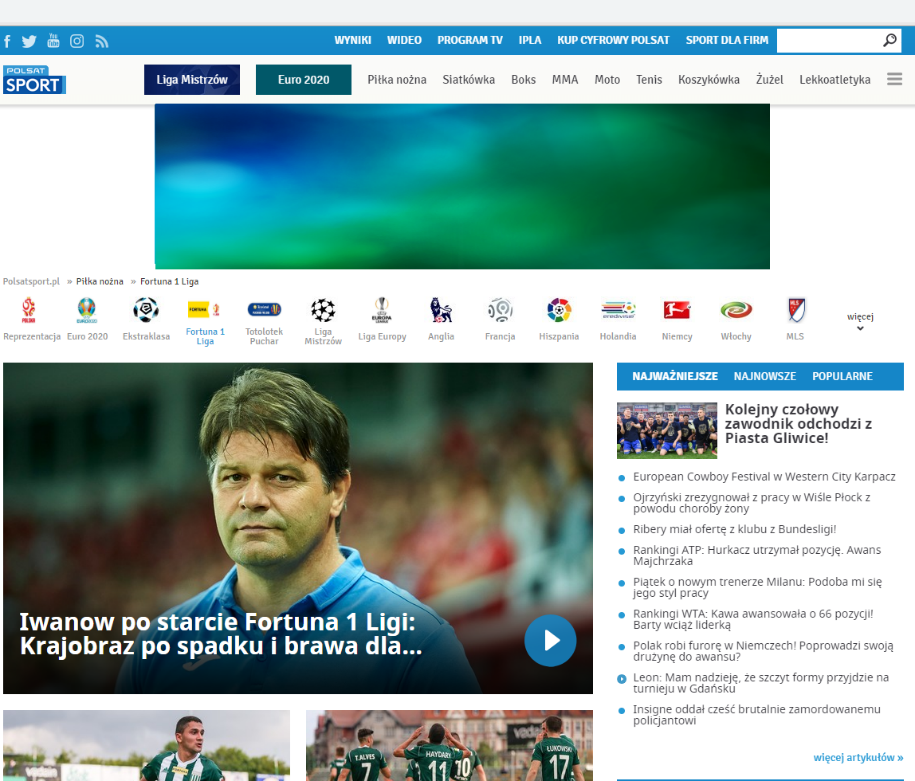 WYNIKI WIDEO PROGRAM TV IPLA KUP CYFROWY POLSAT SPORT DLA FIRM
POLSAT
SPORT
Liga Mistrzów Euro 2020 Piłka nożna Siatkówka Boks MMA Moto Tenis Koszykówka Żużel Lekkoatletyka
Polsatsport.pl » Piłka nożna » Fortuna 1 Liga
Reprezentacja
Euro 2020
Ekstraklasa
Fortuna 1
Liga
Totolotek
Puchar
Liga
Mistrzów
Liga Europy
Anglia
Francja
Hiszpania
Holandia
Niemcy
Włochy
MLS
więcej
Iwanow po starcie Fortuna 1 Ligi:
Krajobraz po spadku i brawa dla...
T.ALVES
7
HAYDARY
11
10
ŁUKOWSKI
17
NAJWAŻNIEJSZE NAJNOWSZE POPULARNE
Kolejny czołowy
zawodnik odchodzi z
Piasta Gliwice!
European Cowboy Festival w Western City Karpacz
Ojrzyński zrezygnował z pracy w Wiśle Płock z
powodu choroby żony
Ribery miał ofertę z klubu z Bundesligi!
Rankingi ATP: Hurkacz utrzymał pozycję. Awans
Majchrzaka
Piątek o nowym trenerze Milanu: Podoba mi się
jego styl pracy
Rankingi WTA: Kawa awansowała o 66 pozycji!
Barty wciąż liderką
Polak robi furorę w Niemczech! Poprowadzi swoją
drużynę do awansu?
Leon: Mam nadzieję, że szczyt formy przyjdzie na
turnieju w Gdańsku
Insigne oddał cześć brutalnie zamordowanemu
policjantowi
więcej artykułów »